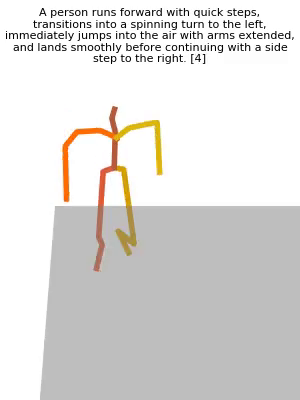 A person runs forward with quick steps,
transitions into a spinning turn to the left,
immediately jumps into the air with arms extended,
and lands smoothly before continuing with a side
step to the right. [4]